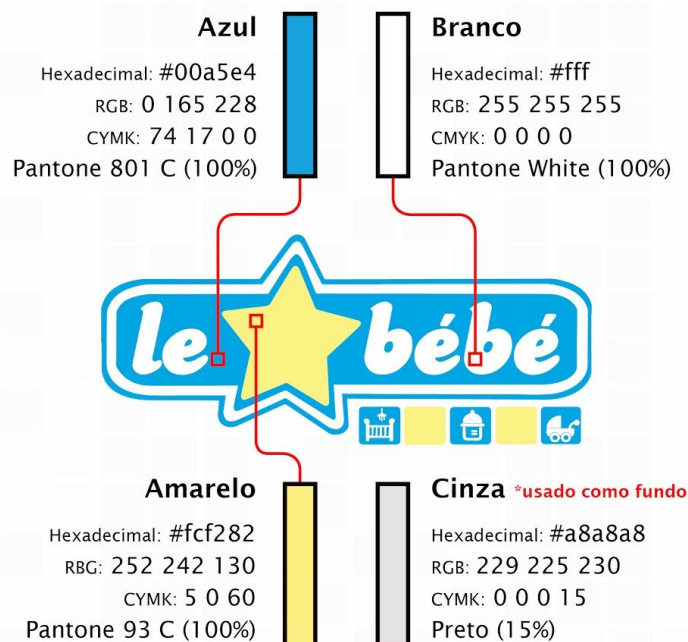 Azul
Hexadecimal: #00a5e4
RGB: 0 165 228
CYMK: 74 17 0 0
Pantone 801 C (100%)
Branco
Hexadecimal: #fff
RGB: 255 255 255
CMYK: 0 0 0 0
Pantone White (100%)
le bébé
Amarelo
Hexadecimal: #fcf282
RBG: 252 242 130
CYMK: 5 0 60
Pantone 93 C (100%)
Cinza *usado como fundo
Hexadecimal: #a8a8a8
RGB: 229 225 230
CYMK: 0 0 0 15
Preto (15%)